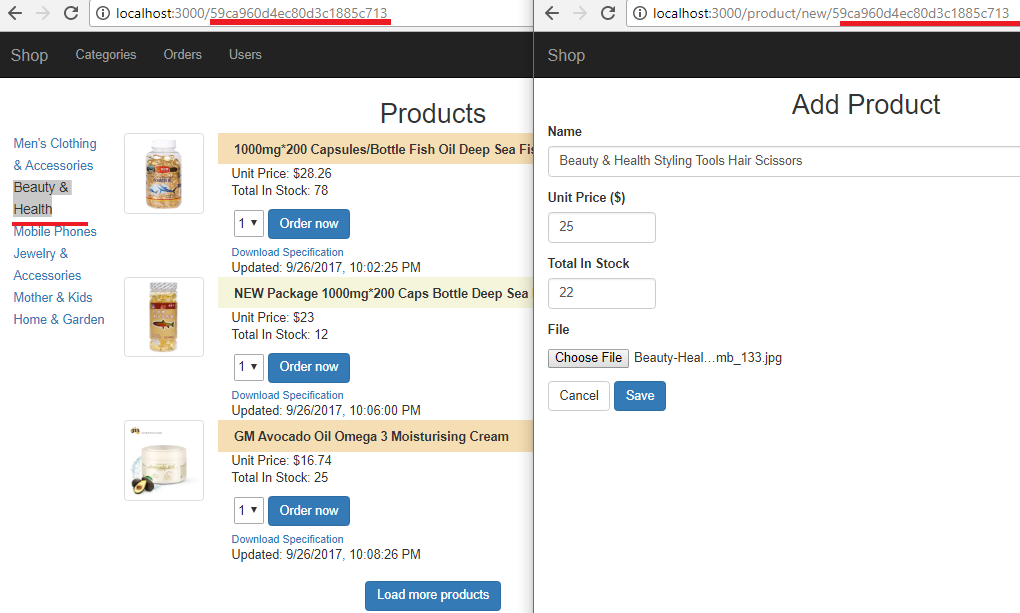 localhost:3000/59ca960d4ec80d3c1885c713
Shop Categories Orders Users
Products
Men's Clothing
& Accessories
Beauty &
Health
Mobile Phones
Jewelry &
Accessories
Mother & Kids
Home & Garden
1000mg*200 Capsules/Bottle Fish Oil Deep Sea Fis
Unit Price: $28.26
Total In Stock: 78
1 Order now
Download Specification
Updated: 9/26/2017, 10:02:25 PM
NEW Package 1000mg*200 Caps Bottle Deep Sea
Unit Price: $23
Total In Stock: 12
1 Order now
Download Specification
Updated: 9/26/2017, 10:06:00 PM
GM Avocado Oil Omega 3 Moisturising Cream
Unit Price: $16.74
Total In Stock: 25
1 Order now
Download Specification
Updated: 9/26/2017, 10:08:26 PM
Load more products
localhost:3000/product/new/59ca960d4ec80d3c1885c713
Shop
Add Product
Name
Beauty & Health Styling Tools Hair Scissors
Unit Price ($)
25
Total In Stock
22
File
Choose File Beauty-Heal...mb_133.jpg
Cancel Save